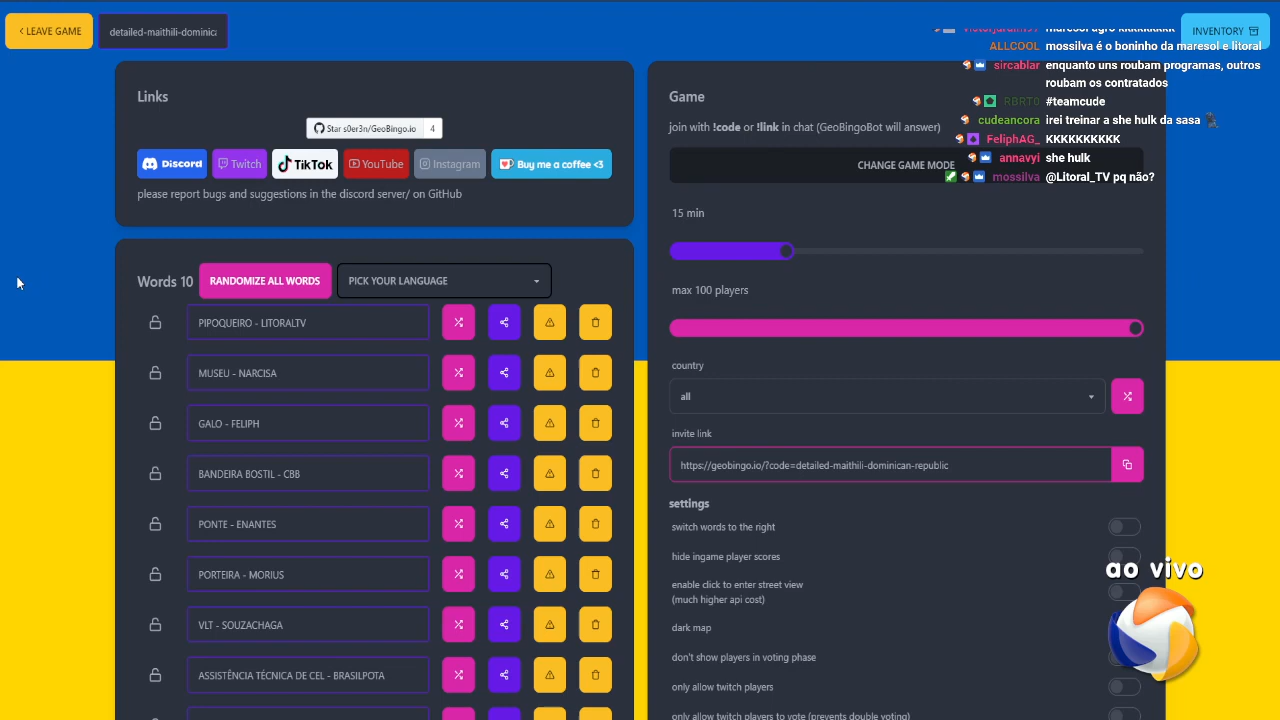 LEAVE GAME
detailed-maithili-dominica
INVENTORY
maresol agro kkkkkkkkk
ALLCOOL mossilva é o boninho da maresol e litoral
sircablar enquanto uns roubam programas, outros
roubam os contratados
RBRT0 #teamcude
cudeancora irei treinar a she hulk da sasa
FeliphAG_ KKKKKKKKKK
annavyi she hulk
mossilva @Litoral_TV pq não?
Links
Star s0er3n/GeoBingo.io 4
Discord
Twitch
TikTok
YouTube
Instagram
Buy me a coffee <3
please report bugs and suggestions in the discord server/ on GitHub
Words 10
RANDOMIZE ALL WORDS
PICK YOUR LANGUAGE
PIPOQUEIRO - LITORALTV
MUSEU - NARCISA
GALO - FELIPH
BANDEIRA BOSTIL - CBB
PONTE - ENANTES
PORTEIRA - MORIUS
VLT - SOUZACHAGA
ASSISTÊNCIA TÉCNICA DE CEL - BRASILPOTA
Game
join with !code or !link in chat (GeoBingoBot will answer)
CHANGE GAME MODE
15 min
max 100 players
country
all
invite link
https://geobingo.io/?code=detailed-maithili-dominican-republic
settings
switch words to the right
hide ingame player scores
enable click to enter street view
(much higher api cost)
dark map
don't show players in voting phase
only allow twitch players
only allow twitch players to vote (prevents double voting)
ao vivo